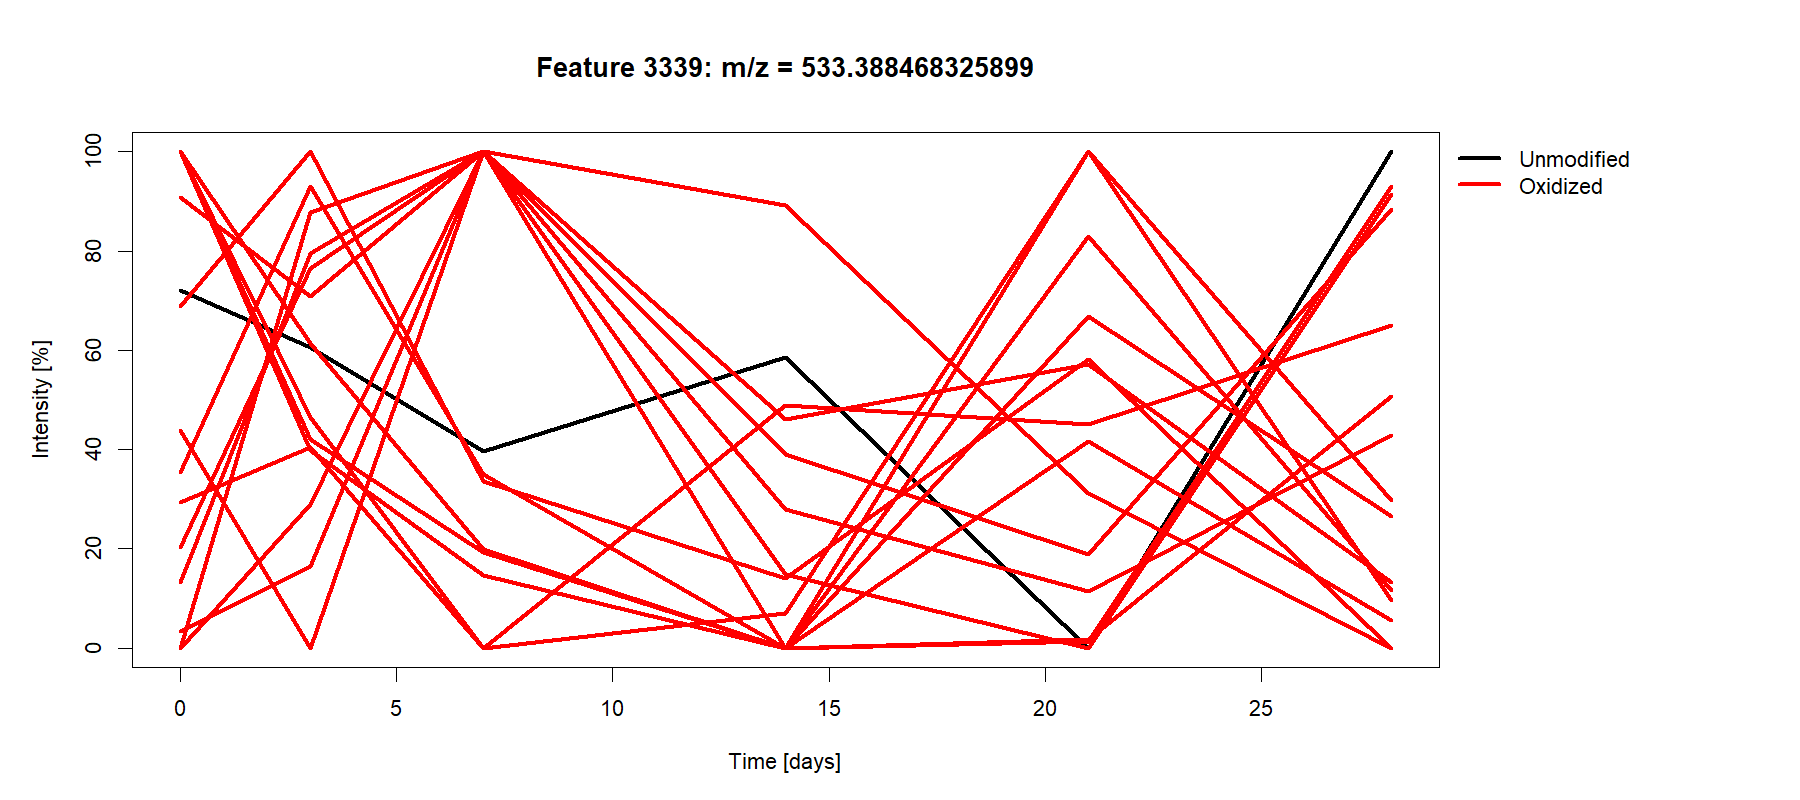 Feature 3339: m/z = 533.388468325899
Unmodified
Oxidized
Intensity [%]
100
80
60
40
20
0
0 5 10 15 20 25
Time [days]